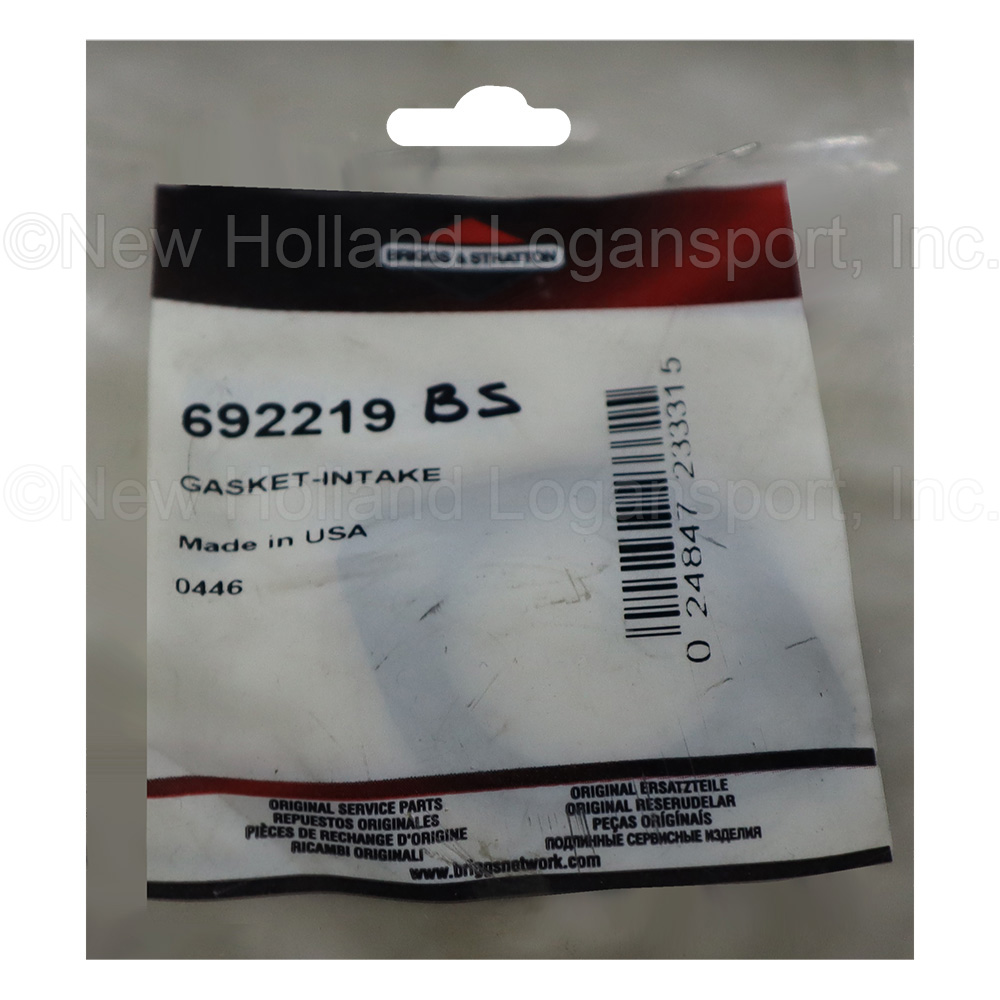 ©New Holland Logansport, Inc.
BRIGGS & STRATTON
692219 BS
GASKET-INTAKE
Made in USA
0446
0 24847 23331 5
©New Holland Logansport, Inc.
ORIGINAL SERVICE PARTS
REPUESTOS ORIGINALES
PIÈCES DE RECHANGE D'ORIGINE
RICAMBI ORIGINALI
ORIGINAL ERSATZTEILE
ORIGINAL RESERUDELAR
PEÇAS ORIGÍNAIS
ПОДЛИННЫЕ СЕРВИСНЫЕ ИЗДЕЛИЯ
www.briggsnetwork.com